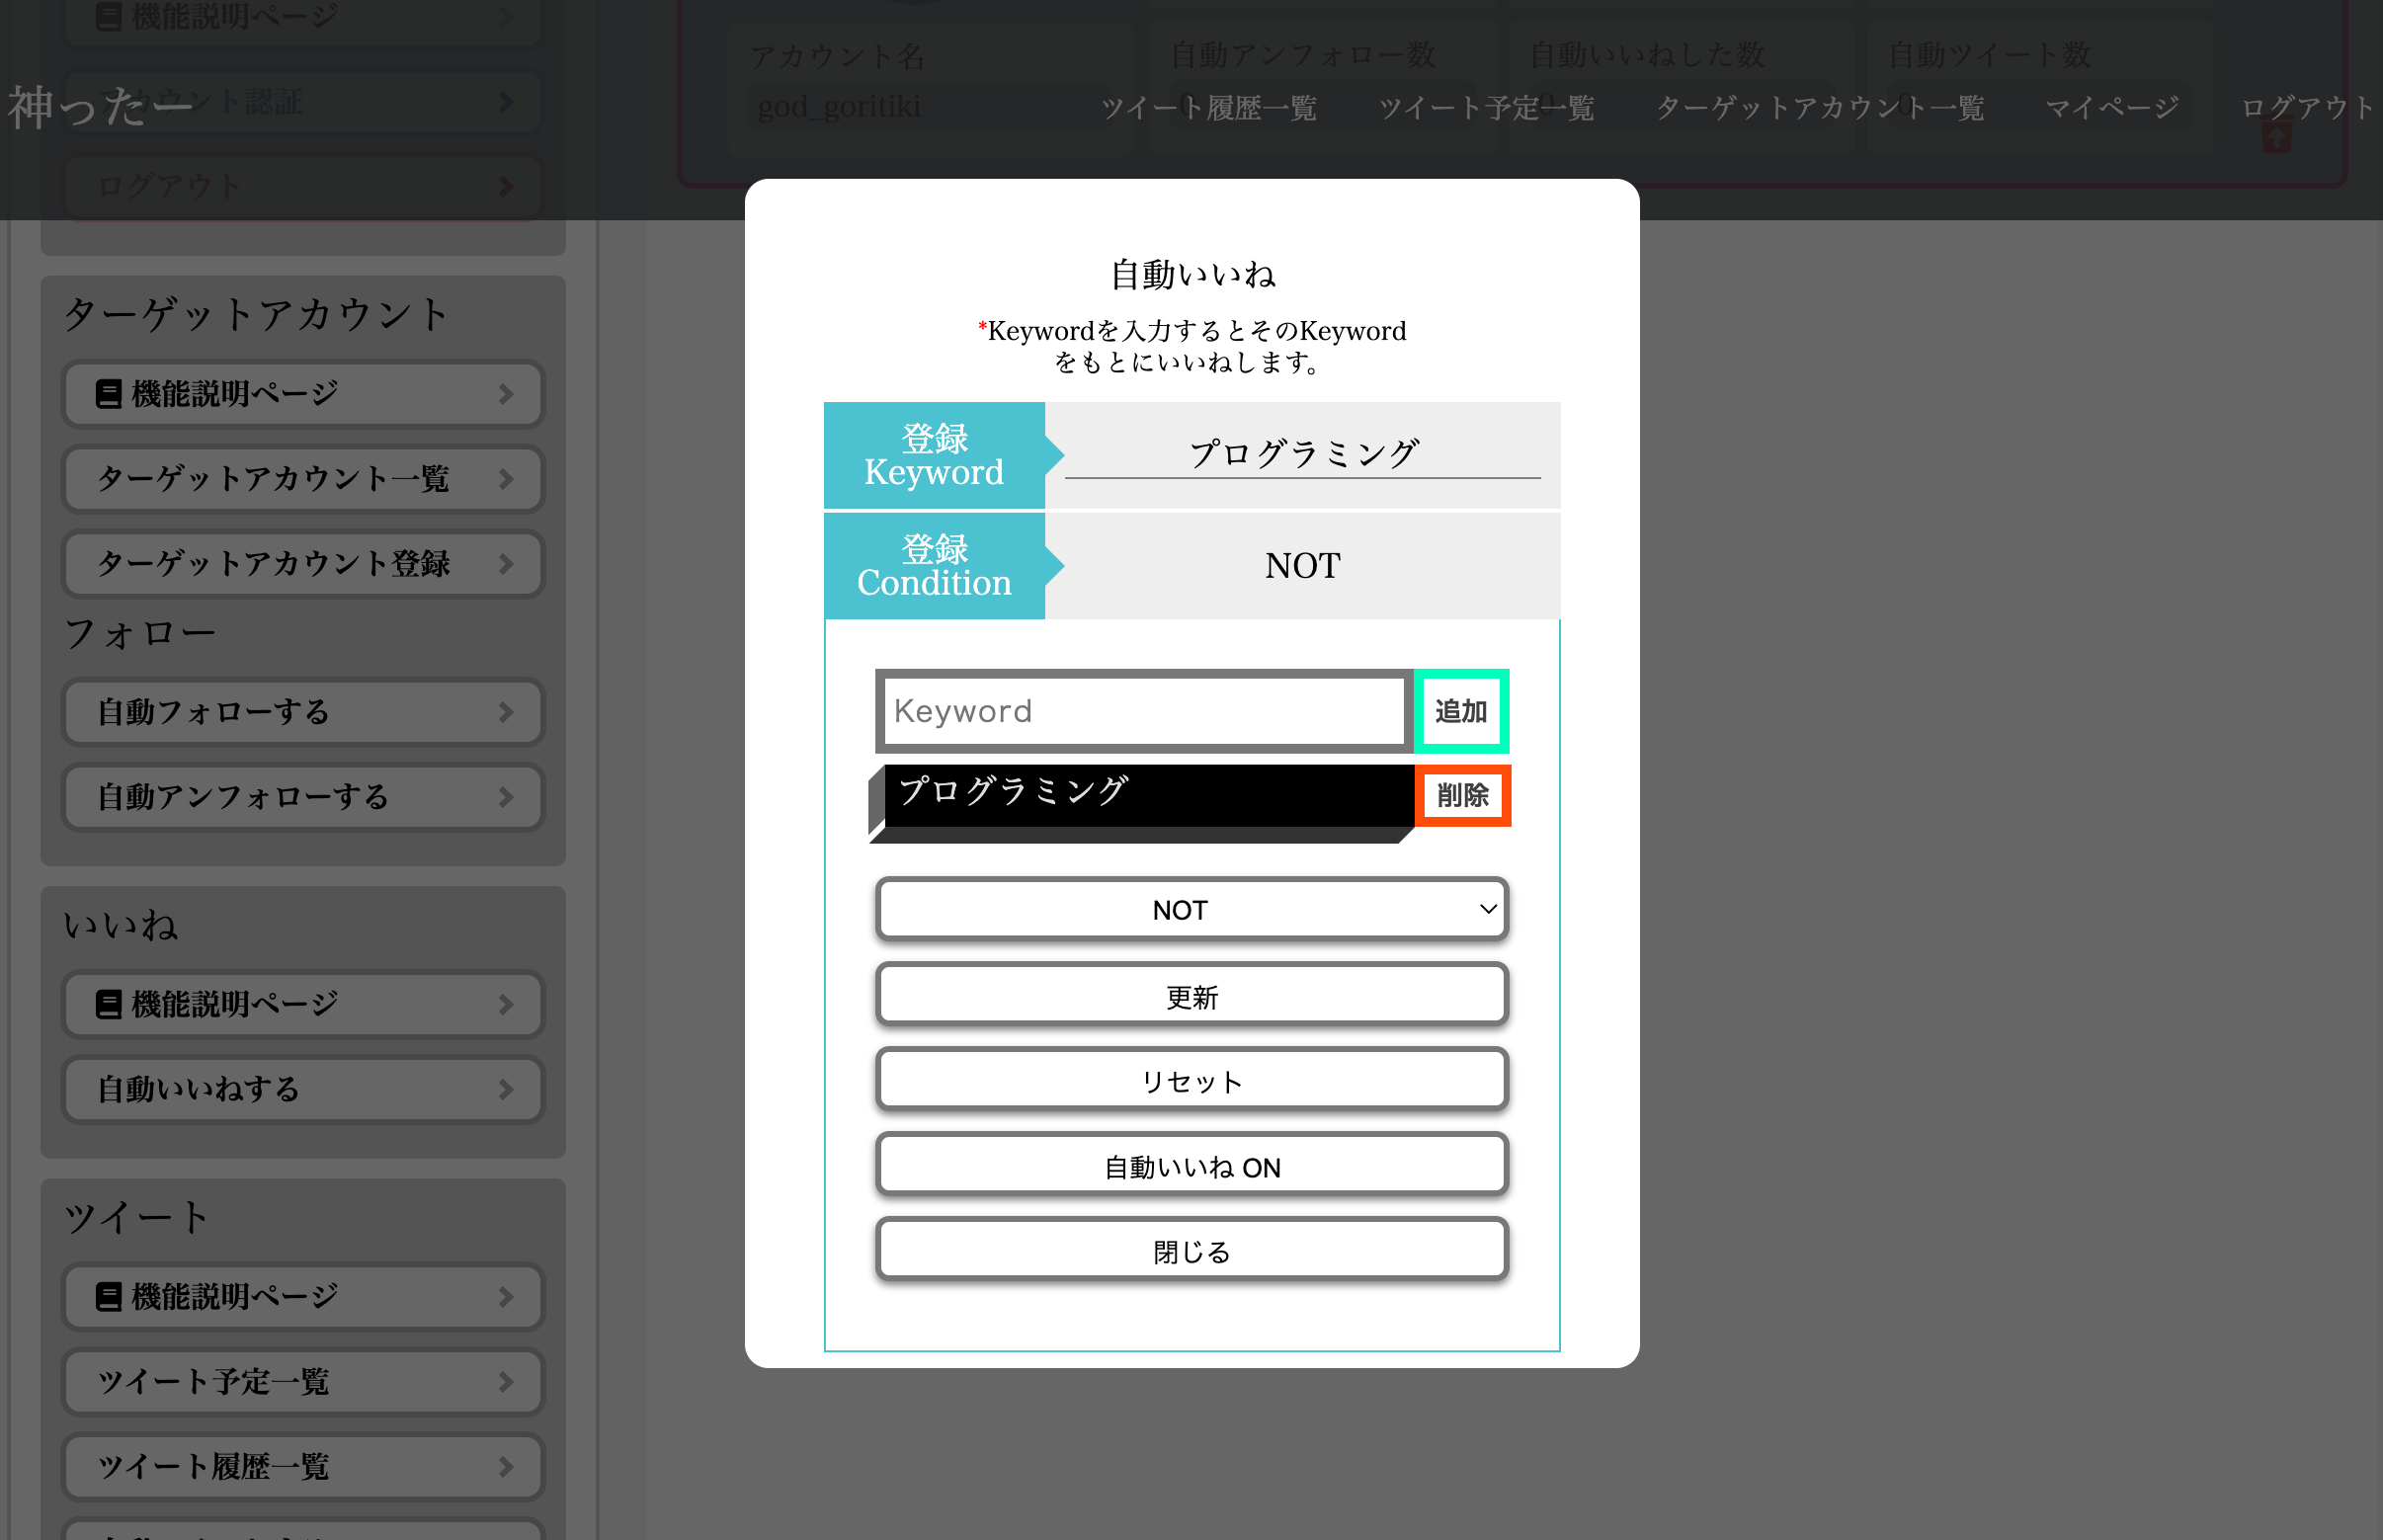 機能説明ページ
アカウント認証
ログアウト
アカウント名
god_goritiki
自動アンフォロー数
0
自動いいねした数
0
自動ツイート数
0
神ったー
ツイート履歴一覧
ツイート予定一覧
ターゲットアカウント一覧
マイページ
ログアウト
ターゲットアカウント
機能説明ページ
ターゲットアカウント一覧
ターゲットアカウント登録
フォロー
自動フォローする
自動アンフォローする
いいね
機能説明ページ
自動いいねする
ツイート
機能説明ページ
ツイート予定一覧
ツイート履歴一覧
自動いいね
*Keywordを入力するとそのKeyword
をもとにいいねします。
登録
Keyword
プログラミング
登録
Condition
NOT
Keyword
追加
プログラミング
削除
NOT
更新
リセット
自動いいね ON
閉じる